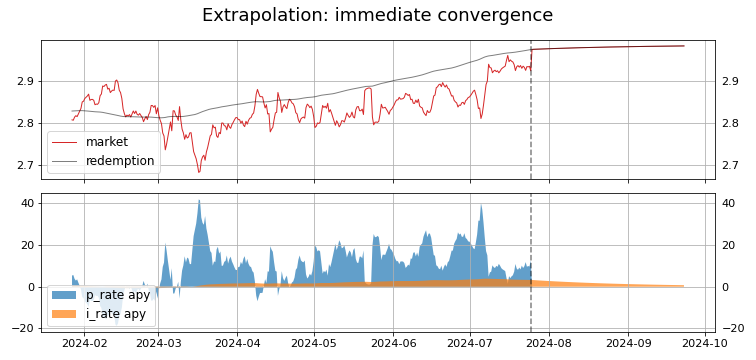 Extrapolation: immediate convergence
2.9 2.9
2.8 2.8
2.7 2.7
market
redemption
40 40
20 20
0 0
−20 −20
p_rate apy
i_rate apy
2024-02 2024-03 2024-04 2024-05 2024-06 2024-07 2024-08 2024-09 2024-10